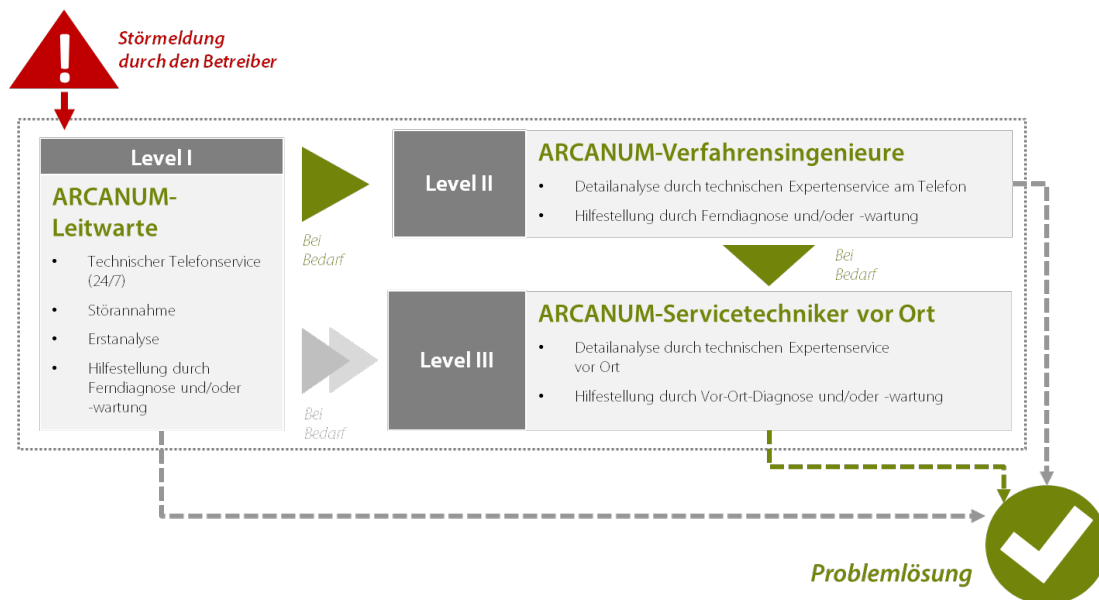 Störmeldung
durch den Betreiber
Level I
ARCANUM-
Leitwarte
• Technischer Telefonservice
(24/7)
• Störannahme
• Erstanalyse
• Hilfestellung durch
Ferndiagnose und/oder
-wartung
Bei
Bedarf
Bei
Bedarf
Level II
ARCANUM-Verfahrensingenieure
• Detailanalyse durch technischen Expertenservice am Telefon
• Hilfestellung durch Ferndiagnose und/oder -wartung
Bei
Bedarf
Level III
ARCANUM-Servicetechniker vor Ort
• Detailanalyse durch technischen Expertenservice
vor Ort
• Hilfestellung durch Vor-Ort-Diagnose und/oder -wartung
Problemlösung